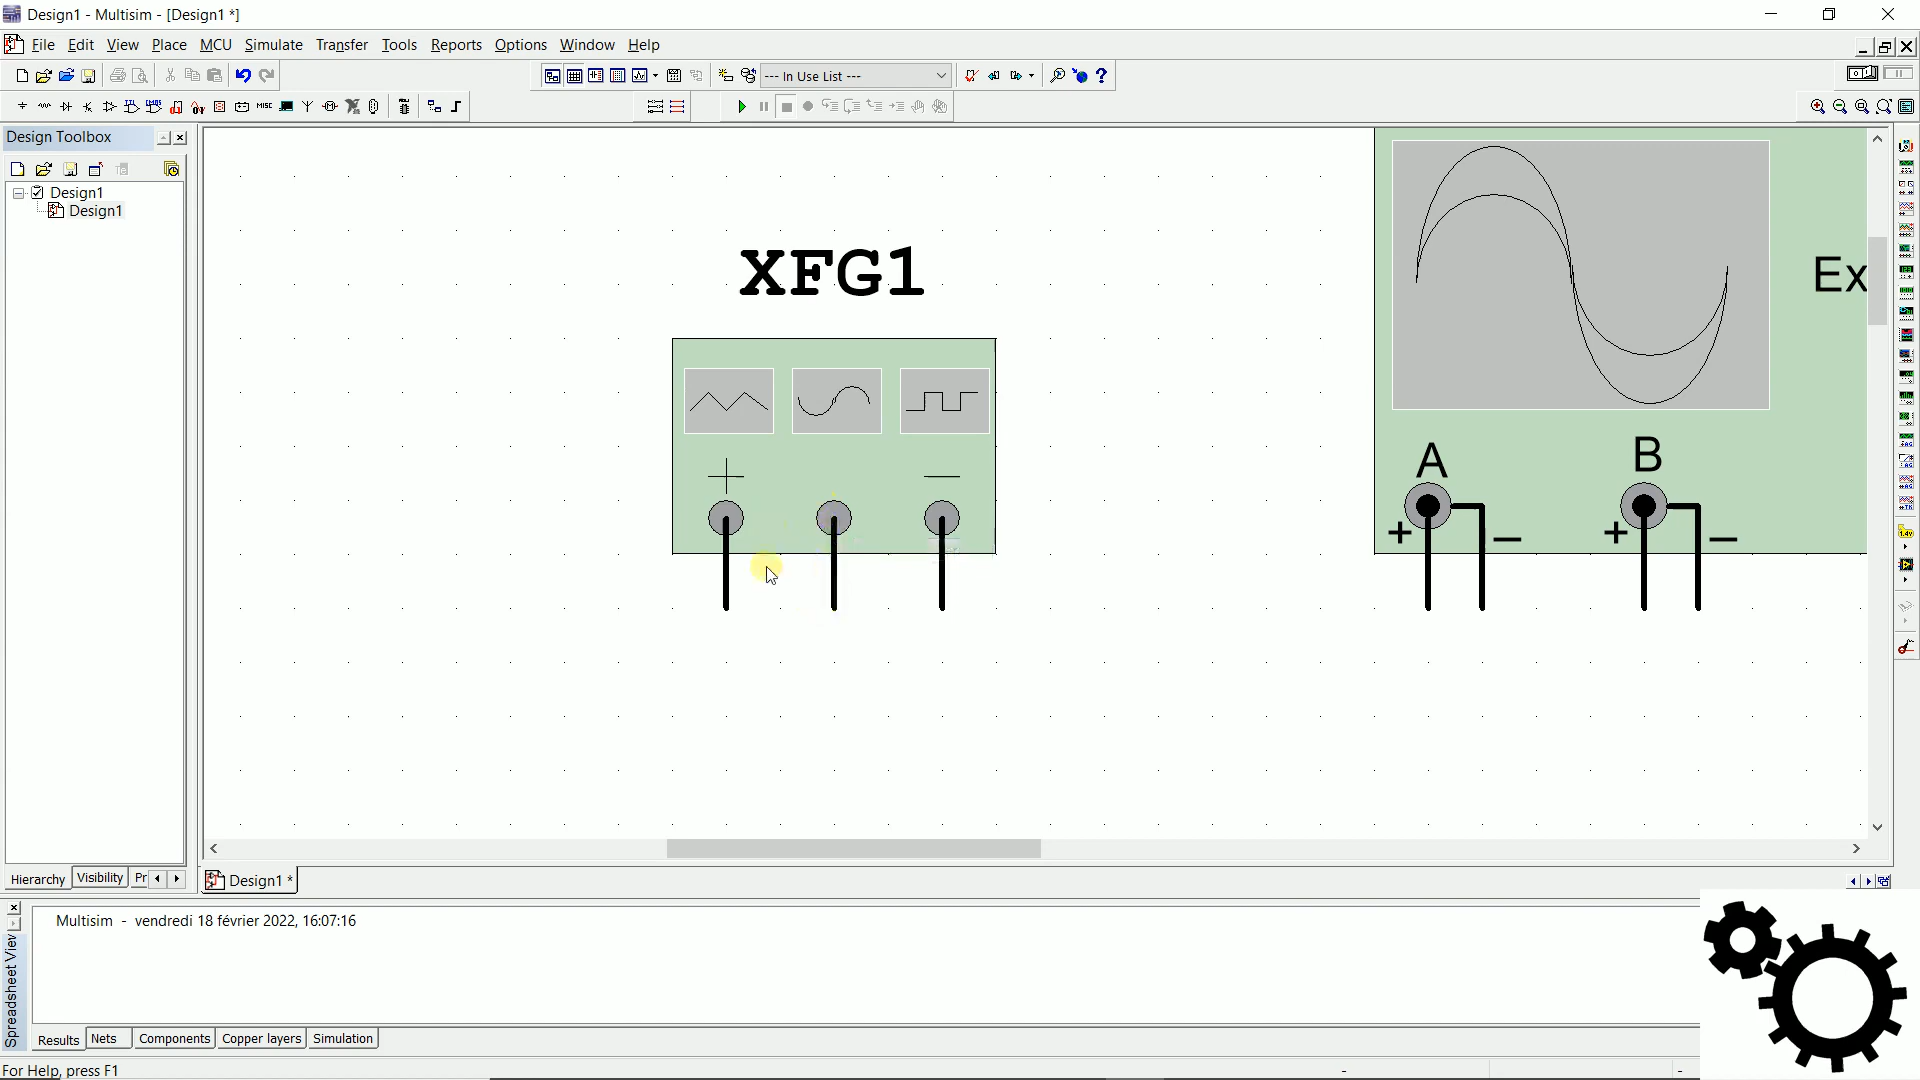 Design1 - Multisim - [Design1 *]
File Edit View Place MCU Simulate Transfer Tools Reports Options Window Help
--- In Use List ---
MISC
Design Toolbox
Design1
Design1
XFG1
Ex
A
B
+ −
+ − + −
Hierarchy Visibility Pr
Design1 *
Multisim - vendredi 18 février 2022, 16:07:16
Spreadsheet View
Results Nets Components Copper layers Simulation
For Help, press F1
- -